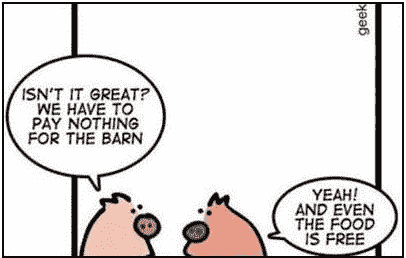 geek
ISN'T IT GREAT?
WE HAVE TO
PAY NOTHING
FOR THE BARN
YEAH!
AND EVEN
THE FOOD
IS FREE